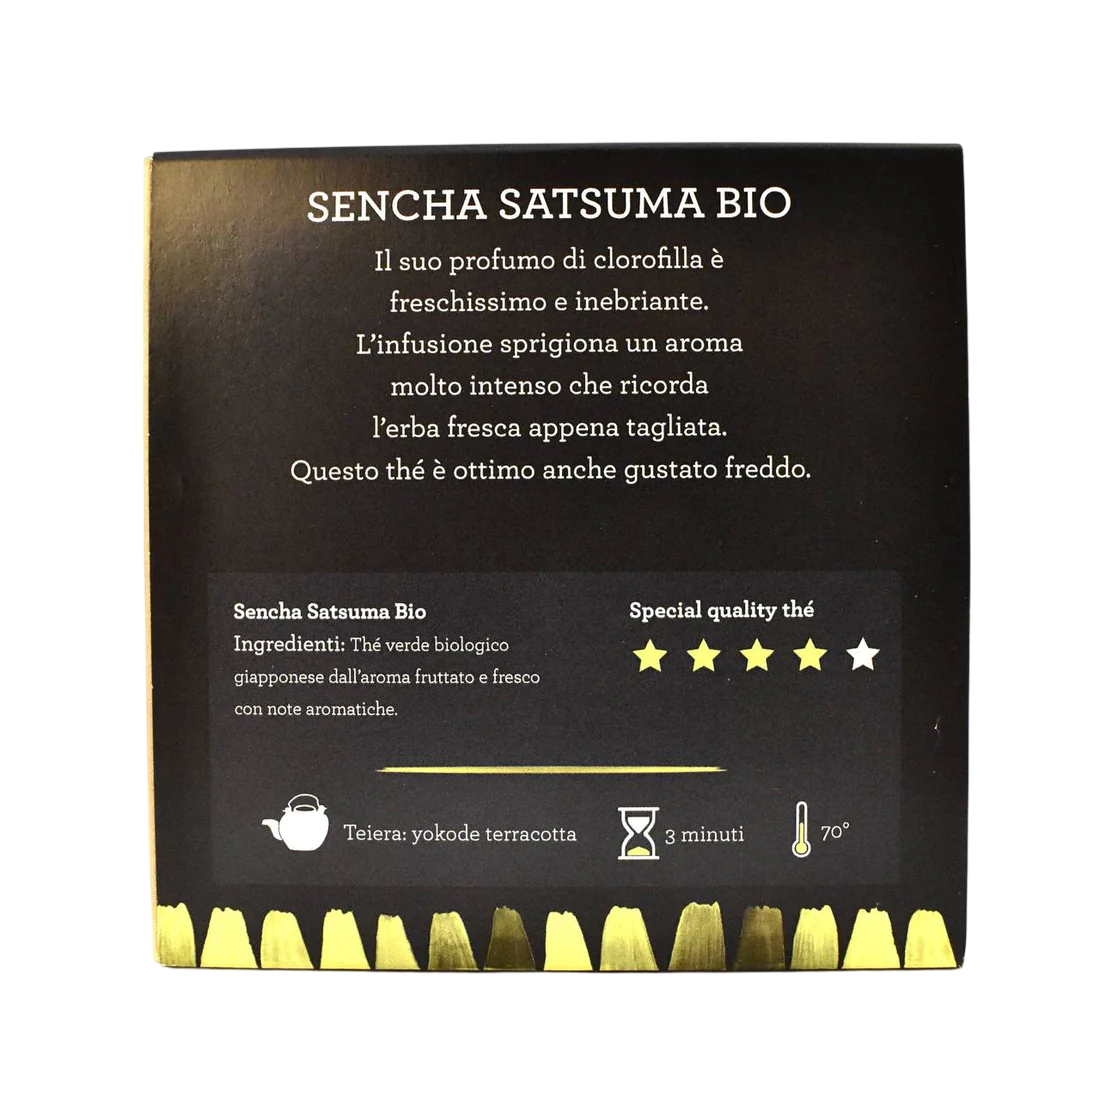 SENCHA SATSUMA BIO
Il suo profumo di clorofilla è
freschissimo e inebriante.
L'infusione sprigiona un aroma
molto intenso che ricorda
l'erba fresca appena tagliata.
Questo thé è ottimo anche gustato freddo.
Sencha Satsuma Bio
Ingredienti: Thé verde biologico
giapponese dall'aroma fruttato e fresco
con note aromatiche.
Special quality thé
Teiera: yokode terracotta
3 minuti
70°